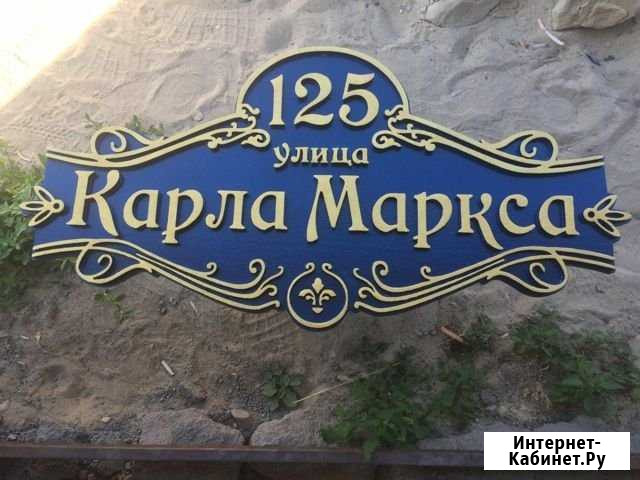 125
улица
Карла Маркса
Интернет-
Кабинет.Ру